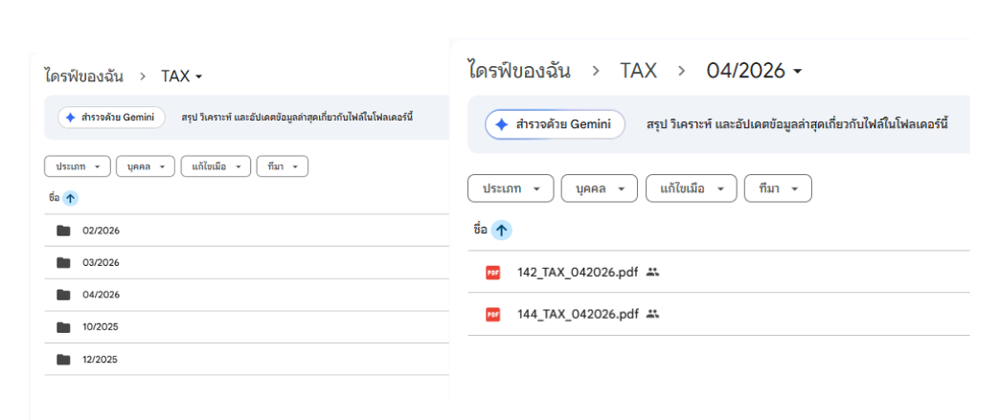 ไดรฟ์ของฉัน > TAX
สำรวจด้วย Gemini สรุป วิเคราะห์ และอัปเดตข้อมูลล่าสุดเกี่ยวกับไฟล์ในโฟลเดอร์นี้
ประเภท บุคคล แก้ไขเมื่อ ที่มา
ชื่อ
02/2026
03/2026
04/2026
10/2025
12/2025
ไดรฟ์ของฉัน > TAX > 04/2026
สำรวจด้วย Gemini สรุป วิเคราะห์ และอัปเดตข้อมูลล่าสุดเกี่ยวกับไฟล์ในโฟลเดอร์นี้
ประเภท บุคคล แก้ไขเมื่อ ที่มา
ชื่อ
PDF 142_TAX_042026.pdf
PDF 144_TAX_042026.pdf